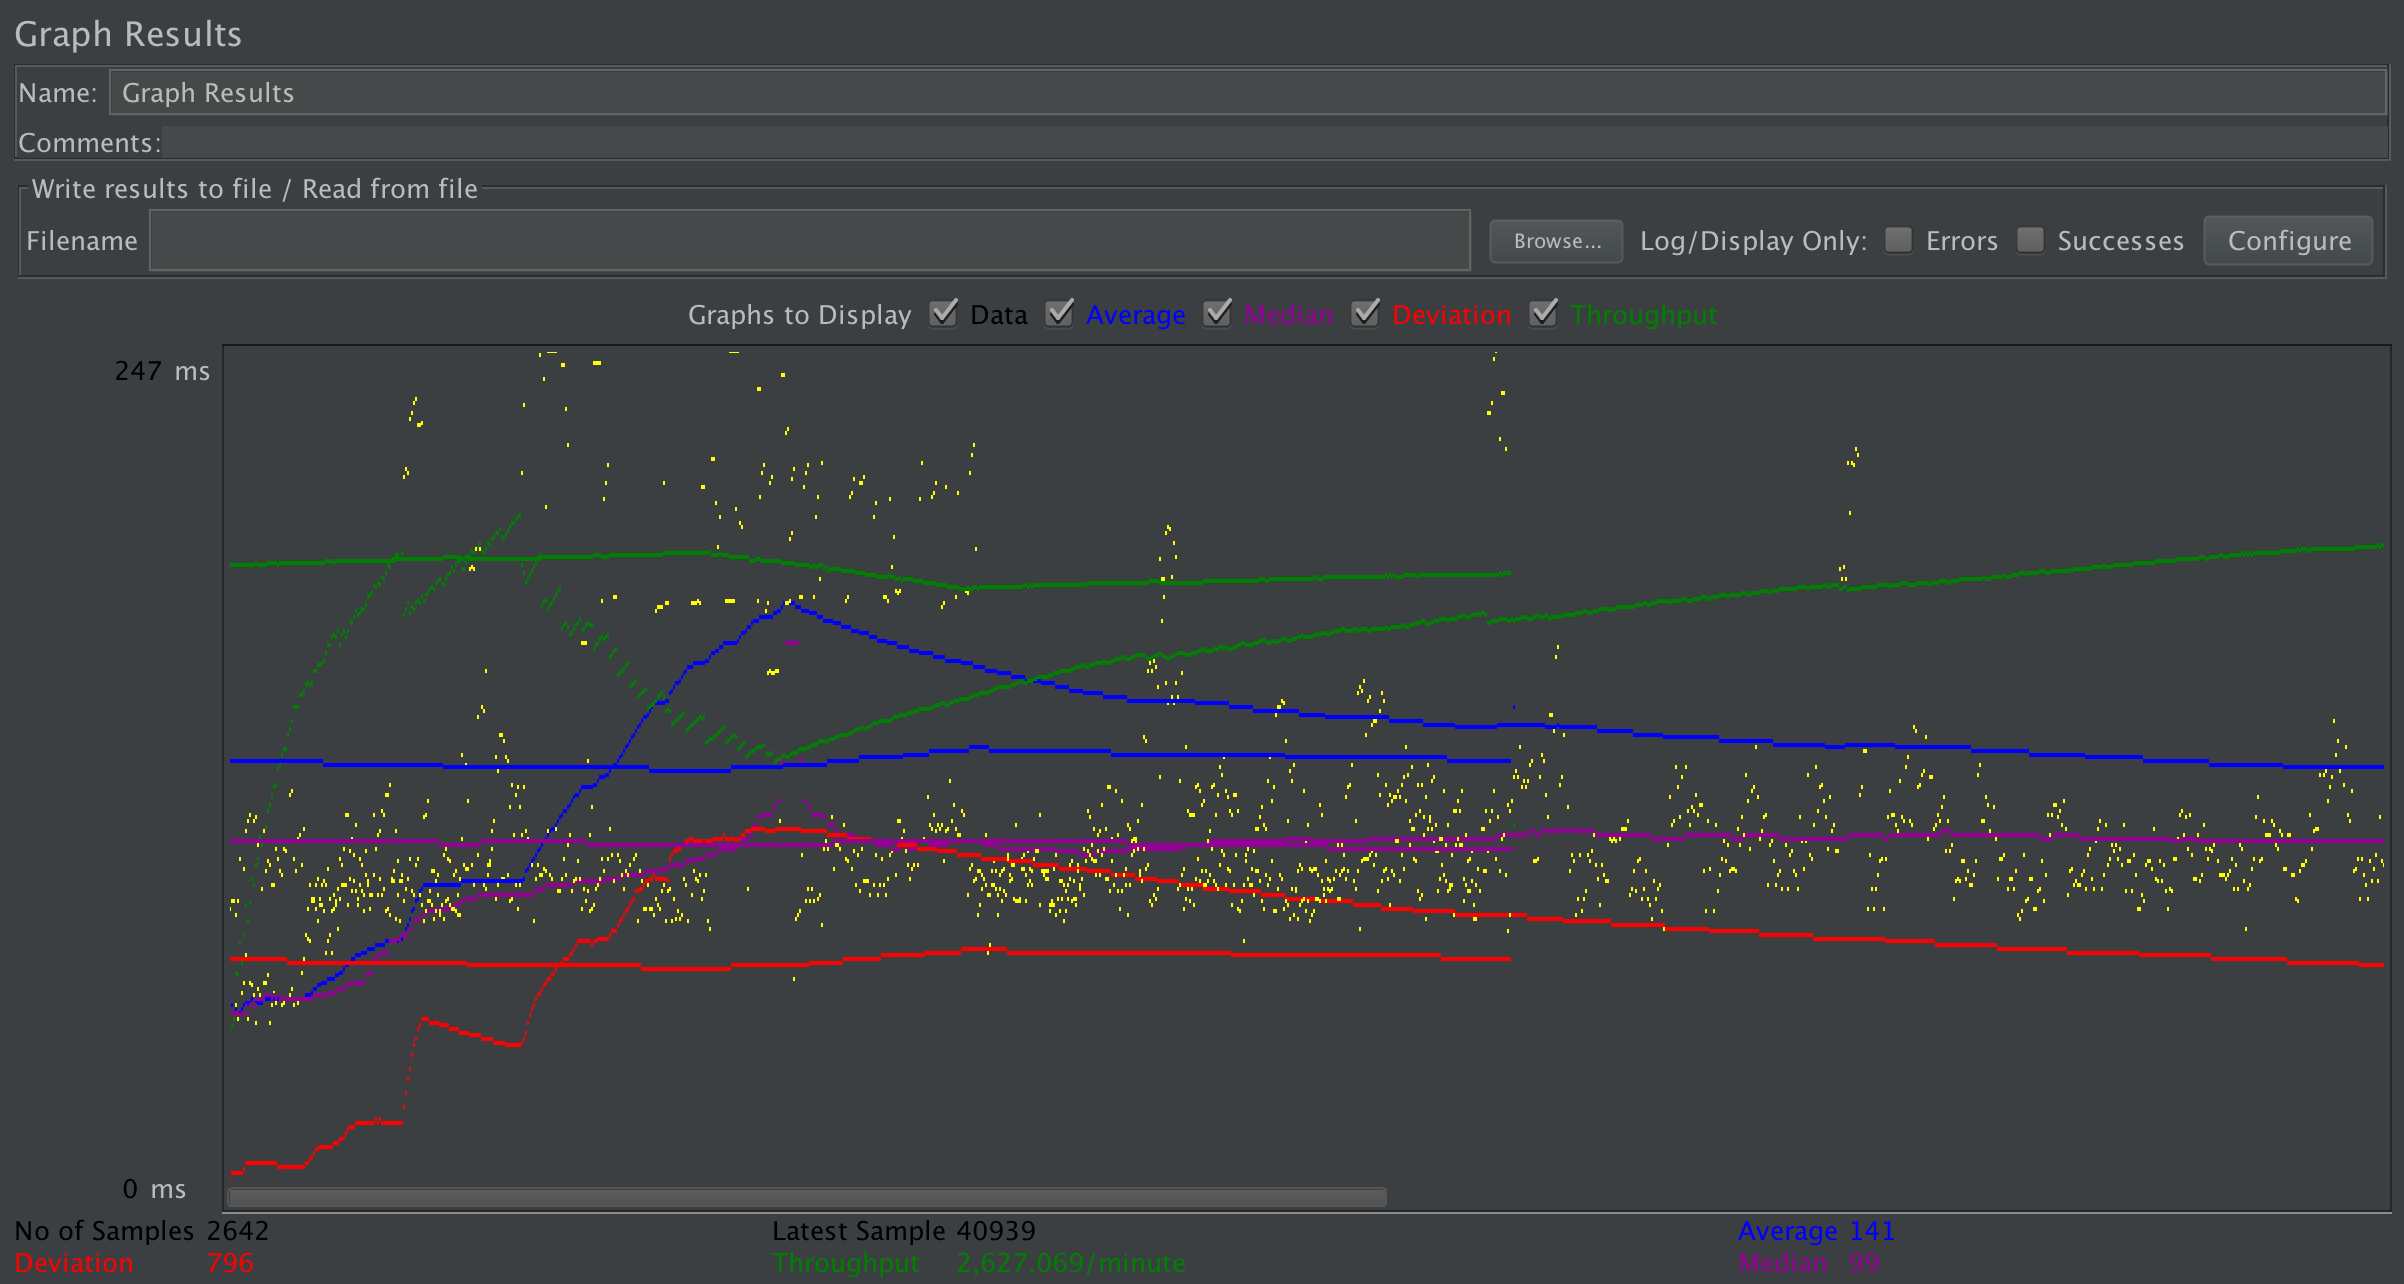 Graph Results
Name: Graph Results
Comments:
Write results to file / Read from file
Filename Browse... Log/Display Only: Errors Successes Configure
Graphs to Display Data Average Median Deviation Throughput
247 ms
0 ms
No of Samples 2642 Latest Sample 40939 Average 141
Deviation 796 Throughput 2,627.069/minute Median 99